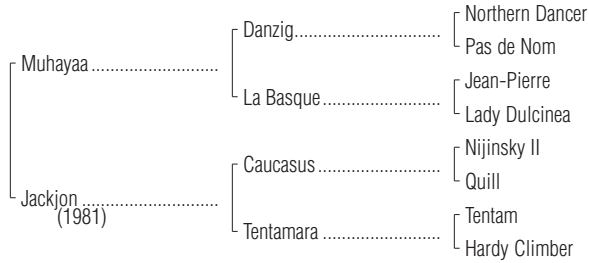 Northern Dancer
Danzig
Pas de Nom
Muhayaa
Jean-Pierre
La Basque
Lady Dulcinea
Nijinsky II
Caucasus
Quill
Jackjon
(1981)
Tentam
Tentamara
Hardy Climber